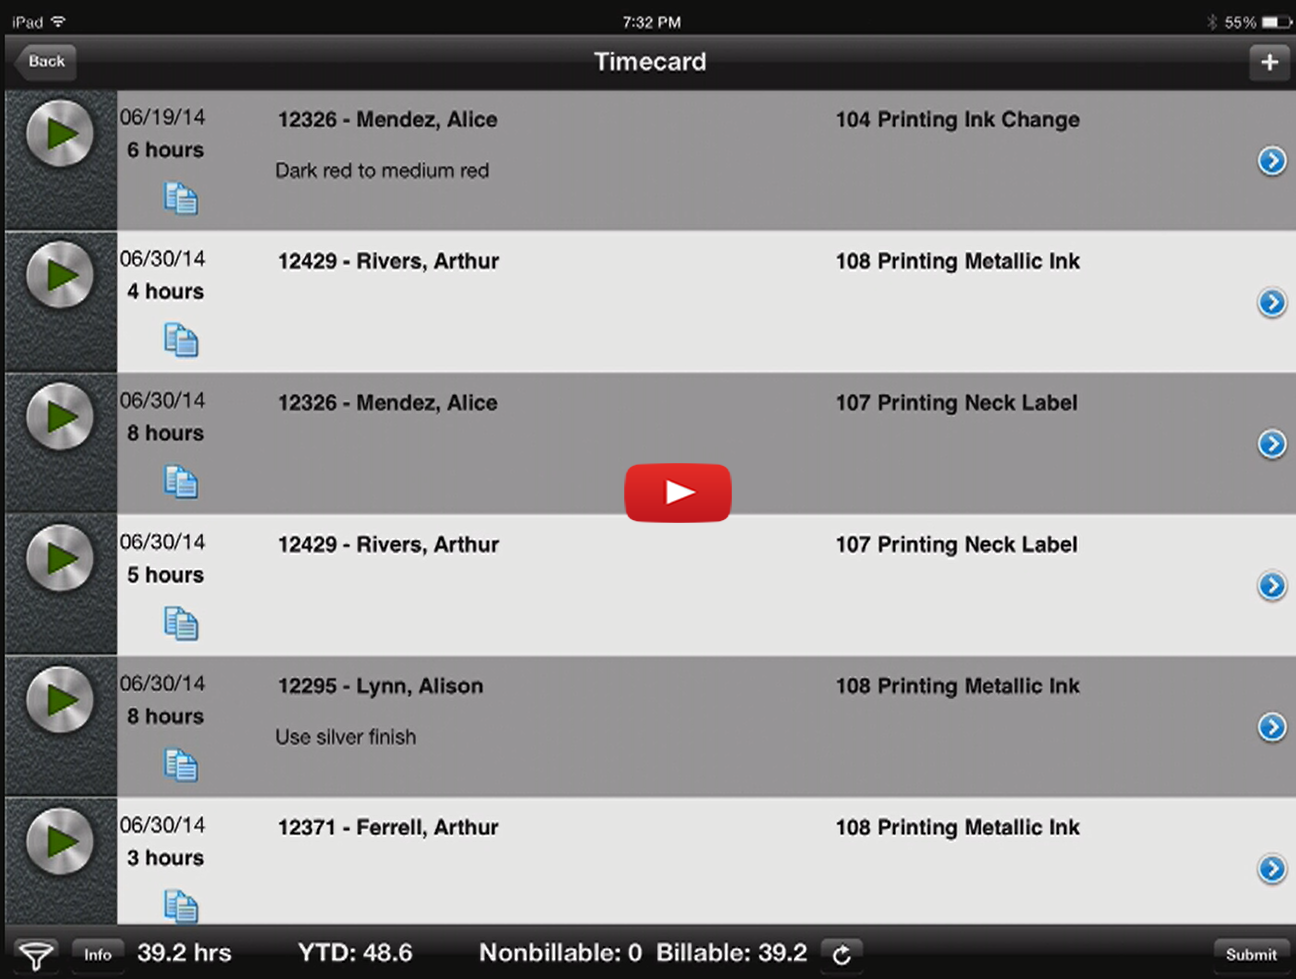 iPad 7:32 PM 55%
Back Timecard +
06/19/14 12326 - Mendez, Alice 104 Printing Ink Change
6 hours
Dark red to medium red
06/30/14 12429 - Rivers, Arthur 108 Printing Metallic Ink
4 hours
06/30/14 12326 - Mendez, Alice 107 Printing Neck Label
8 hours
06/30/14 12429 - Rivers, Arthur 107 Printing Neck Label
5 hours
06/30/14 12295 - Lynn, Alison 108 Printing Metallic Ink
8 hours
Use silver finish
06/30/14 12371 - Ferrell, Arthur 108 Printing Metallic Ink
3 hours
Info 39.2 hrs YTD: 48.6 Nonbillable: 0 Billable: 39.2 Submit